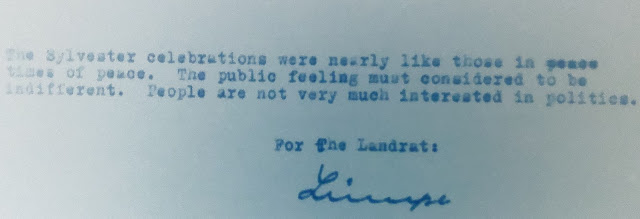 The Sylvester celebrations were nearly like those in peace
times of peace. The public feeling must considered to be
indifferent. People are not very much interested in politics.
For The Landrat: